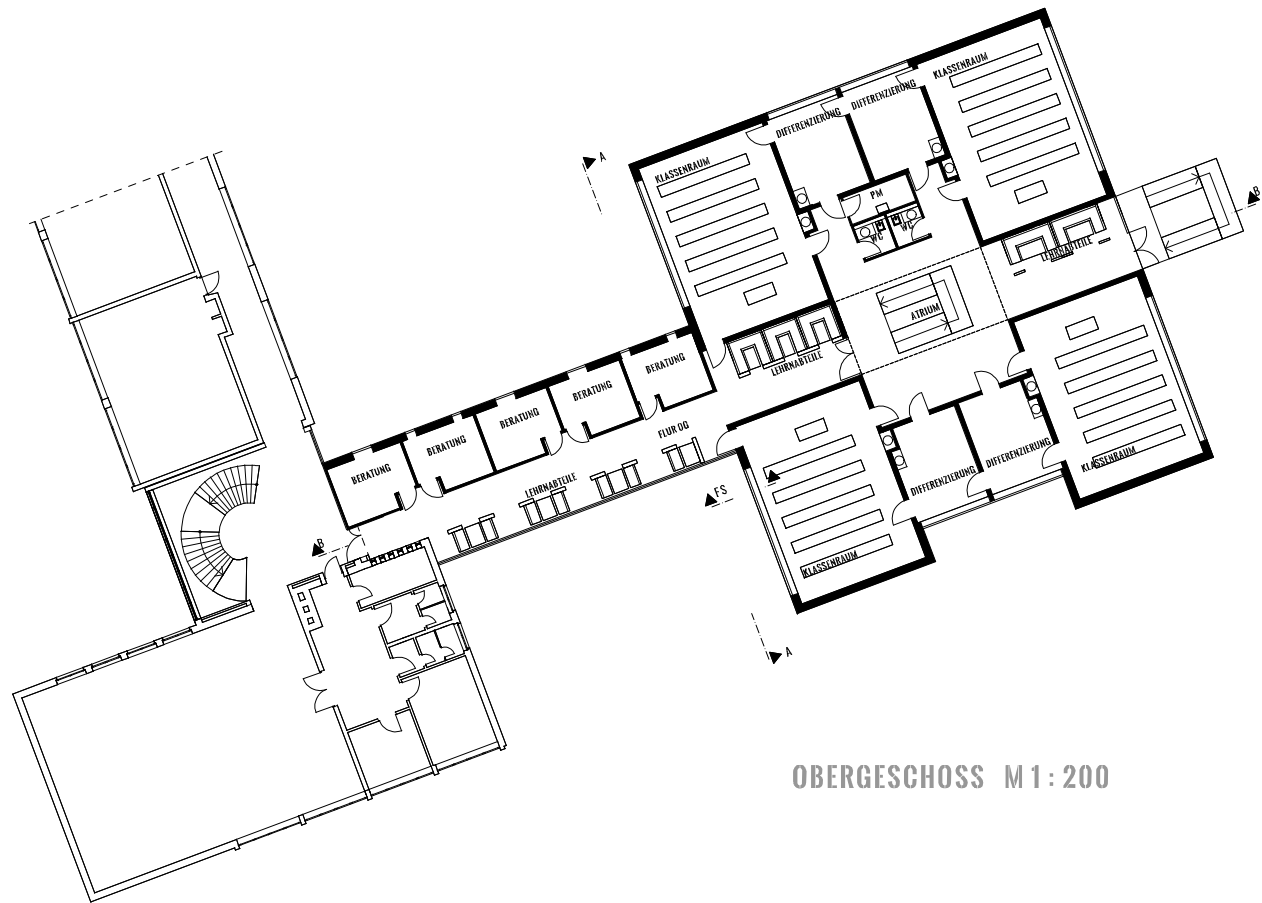 KLASSENRAUM
DIFFERENZIERUNG
DIFFERENZIERUNG
KLASSENRAUM
A
PM
WC
WC
B
LEHRNABTEILE
ATRIUM
BERATUNG
BERATUNG
BERATUNG
BERATUNG
BERATUNG
LEHRNABTEILE
FLUR OG
LEHRNABTEILE
FS
B
DIFFERENZIERUNG
DIFFERENZIERUNG
KLASSENRAUM
KLASSENRAUM
A
OBERGESCHOSS M 1 : 200